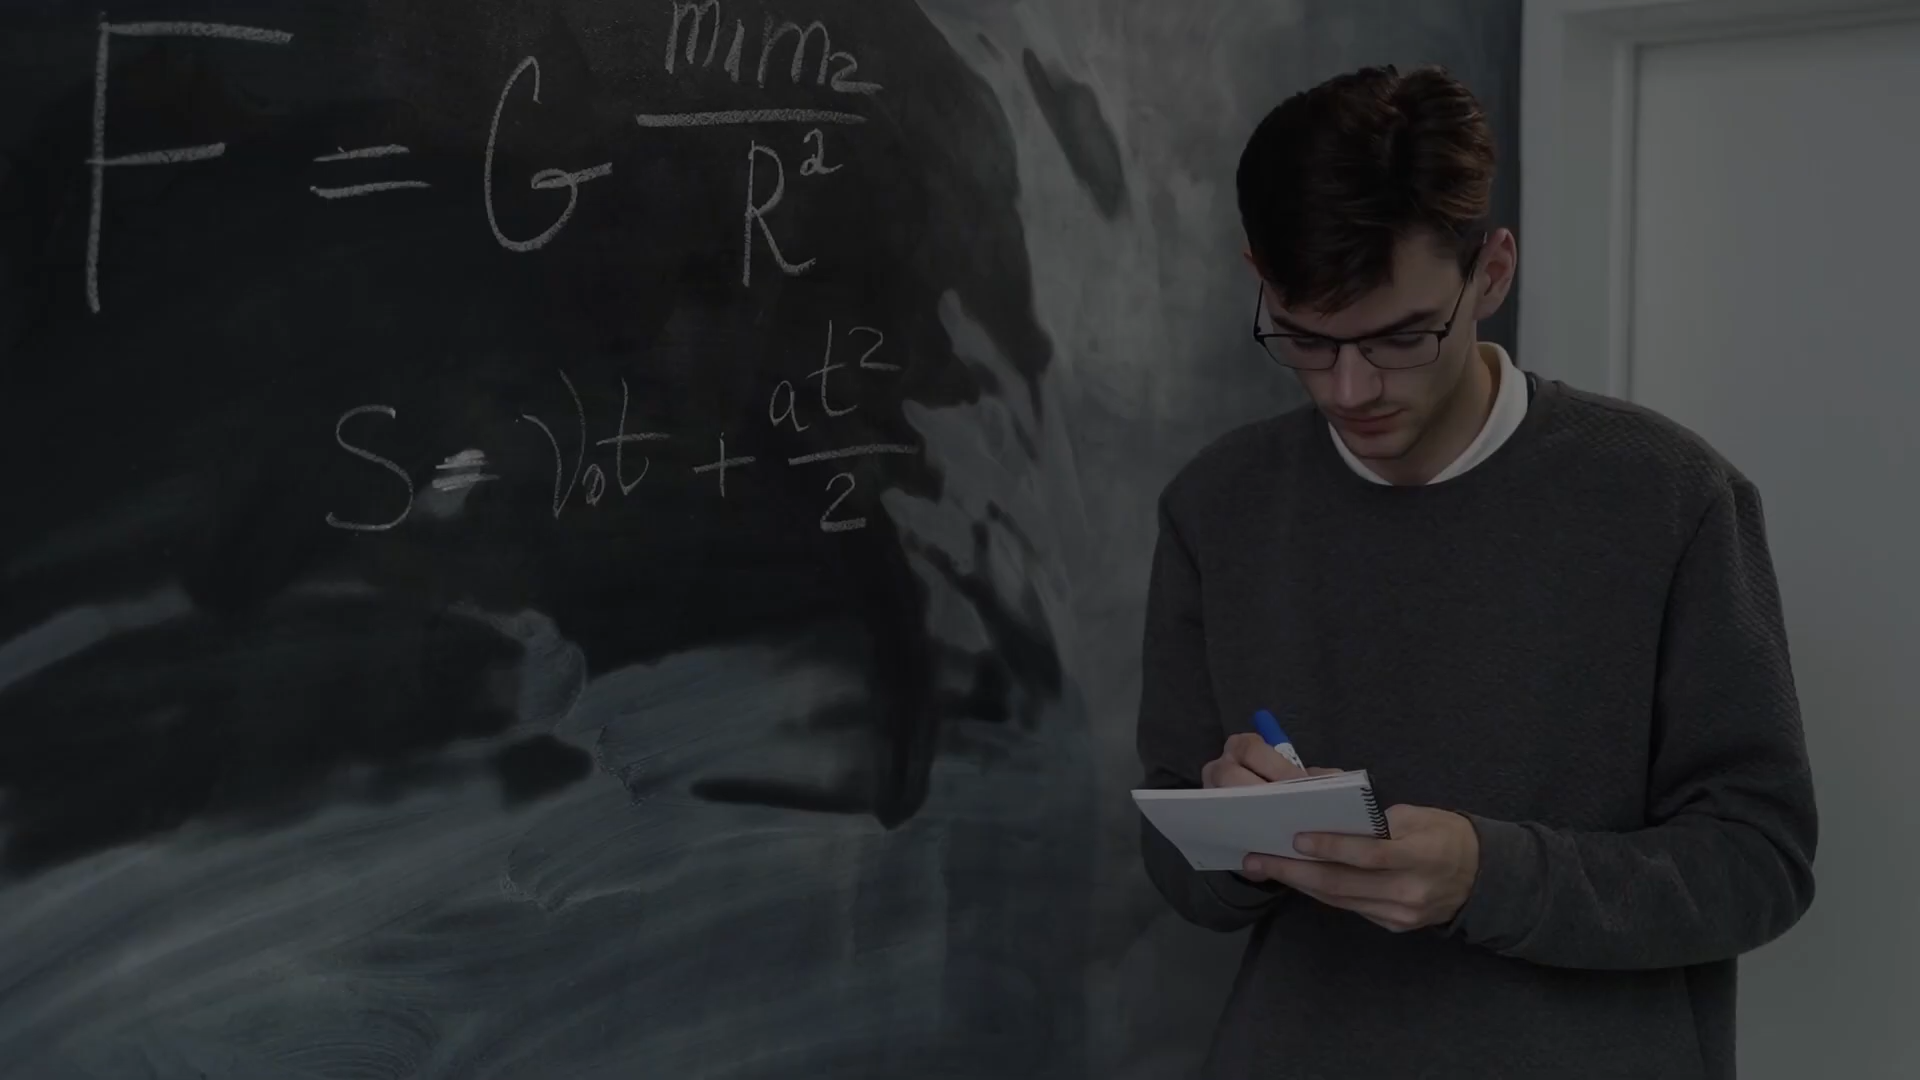 F = G m₁m₂/R²
S = V₀t + at²/2